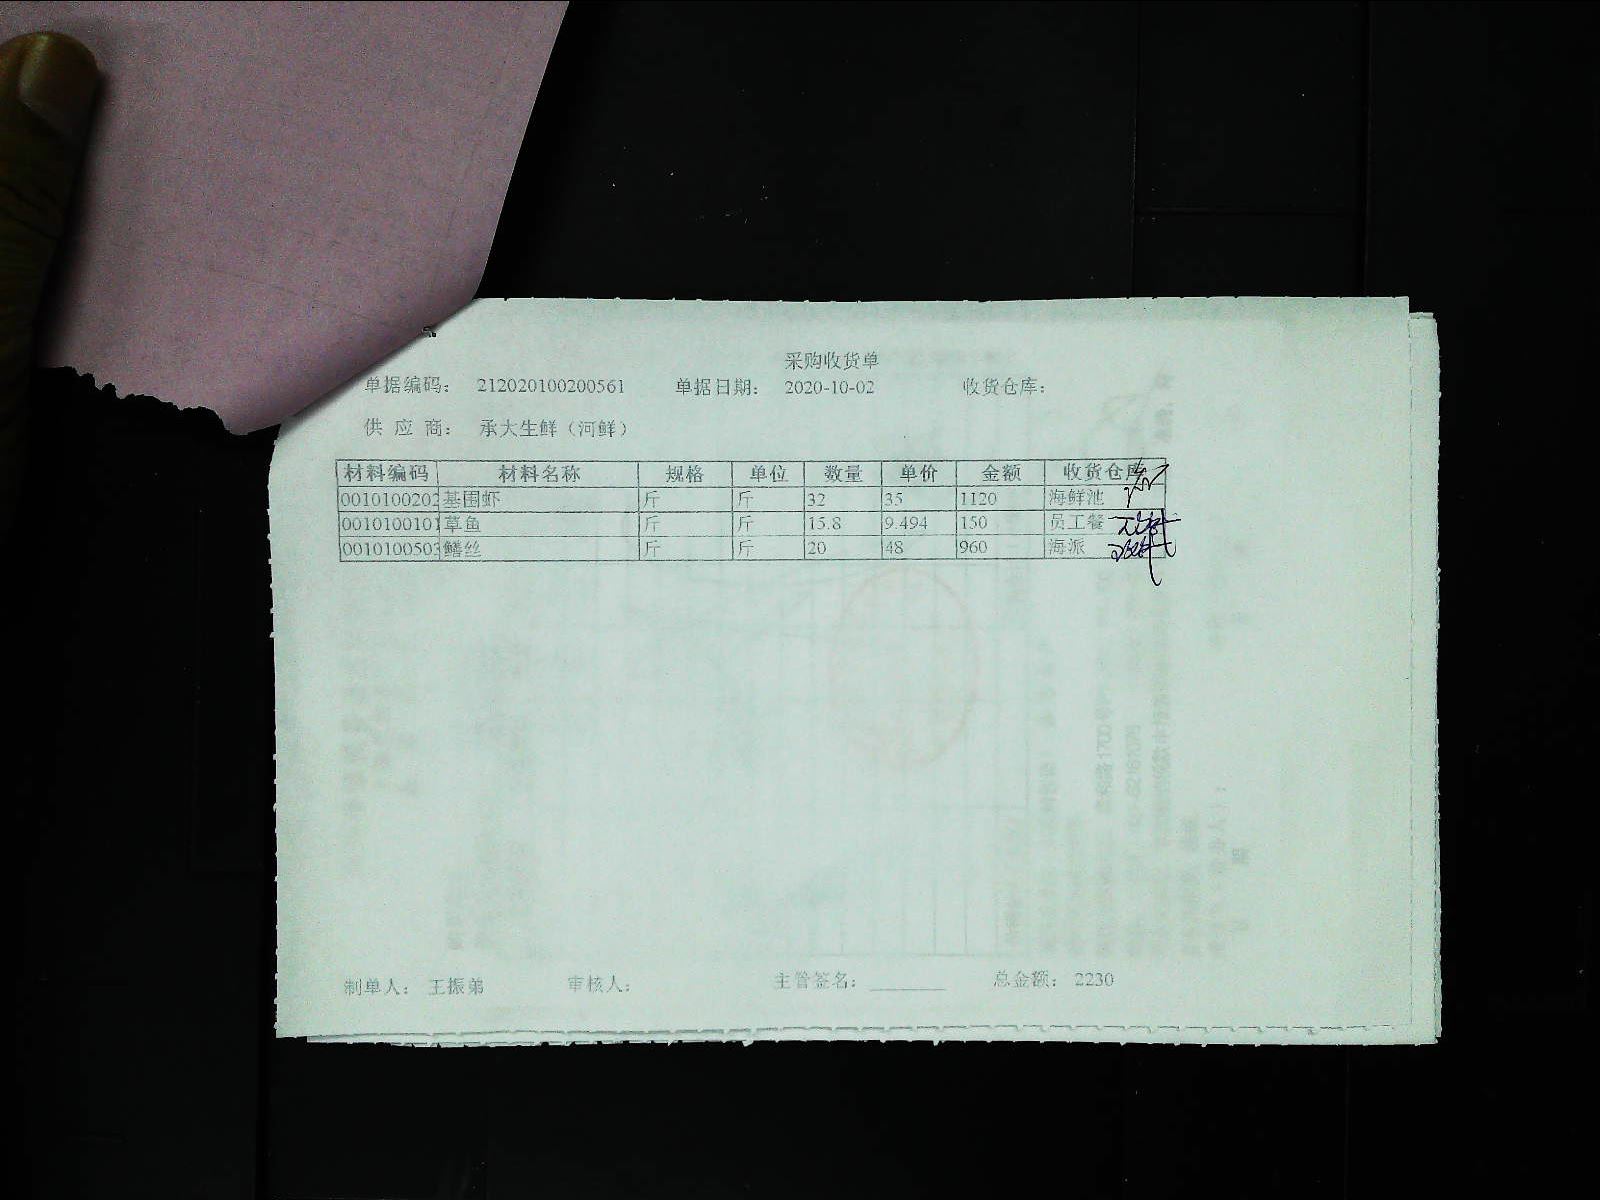 采购收货单
单据编码： 212020100200561 单据日期： 2020-10-02 收货仓库：
供 应 商： 承大生鲜（河鲜）
材料编码 材料名称 规格 单位 数量 单价 金额 收货仓库
0010100202 基围虾 斤 斤 32 35 1120 海鲜池
0010100101 草鱼 斤 斤 15.8 9.494 150 员工餐
0010100503 鳝丝 斤 斤 20 48 960 海派
制单人： 王振弟 审核人： 主管签名： 总金额： 2230